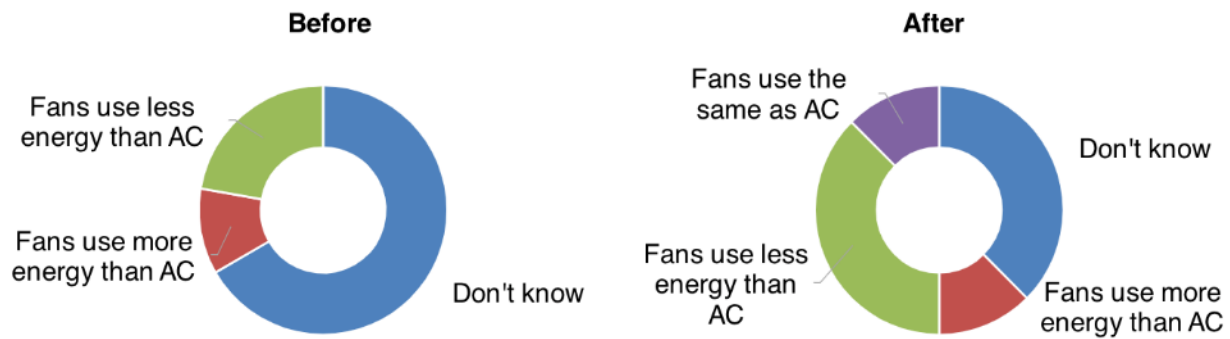 Before
Fans use less
energy than AC
Fans use more
energy than AC
Don't know
After
Fans use the
same as AC
Don't know
Fans use less
energy than
AC
Fans use more
energy than AC